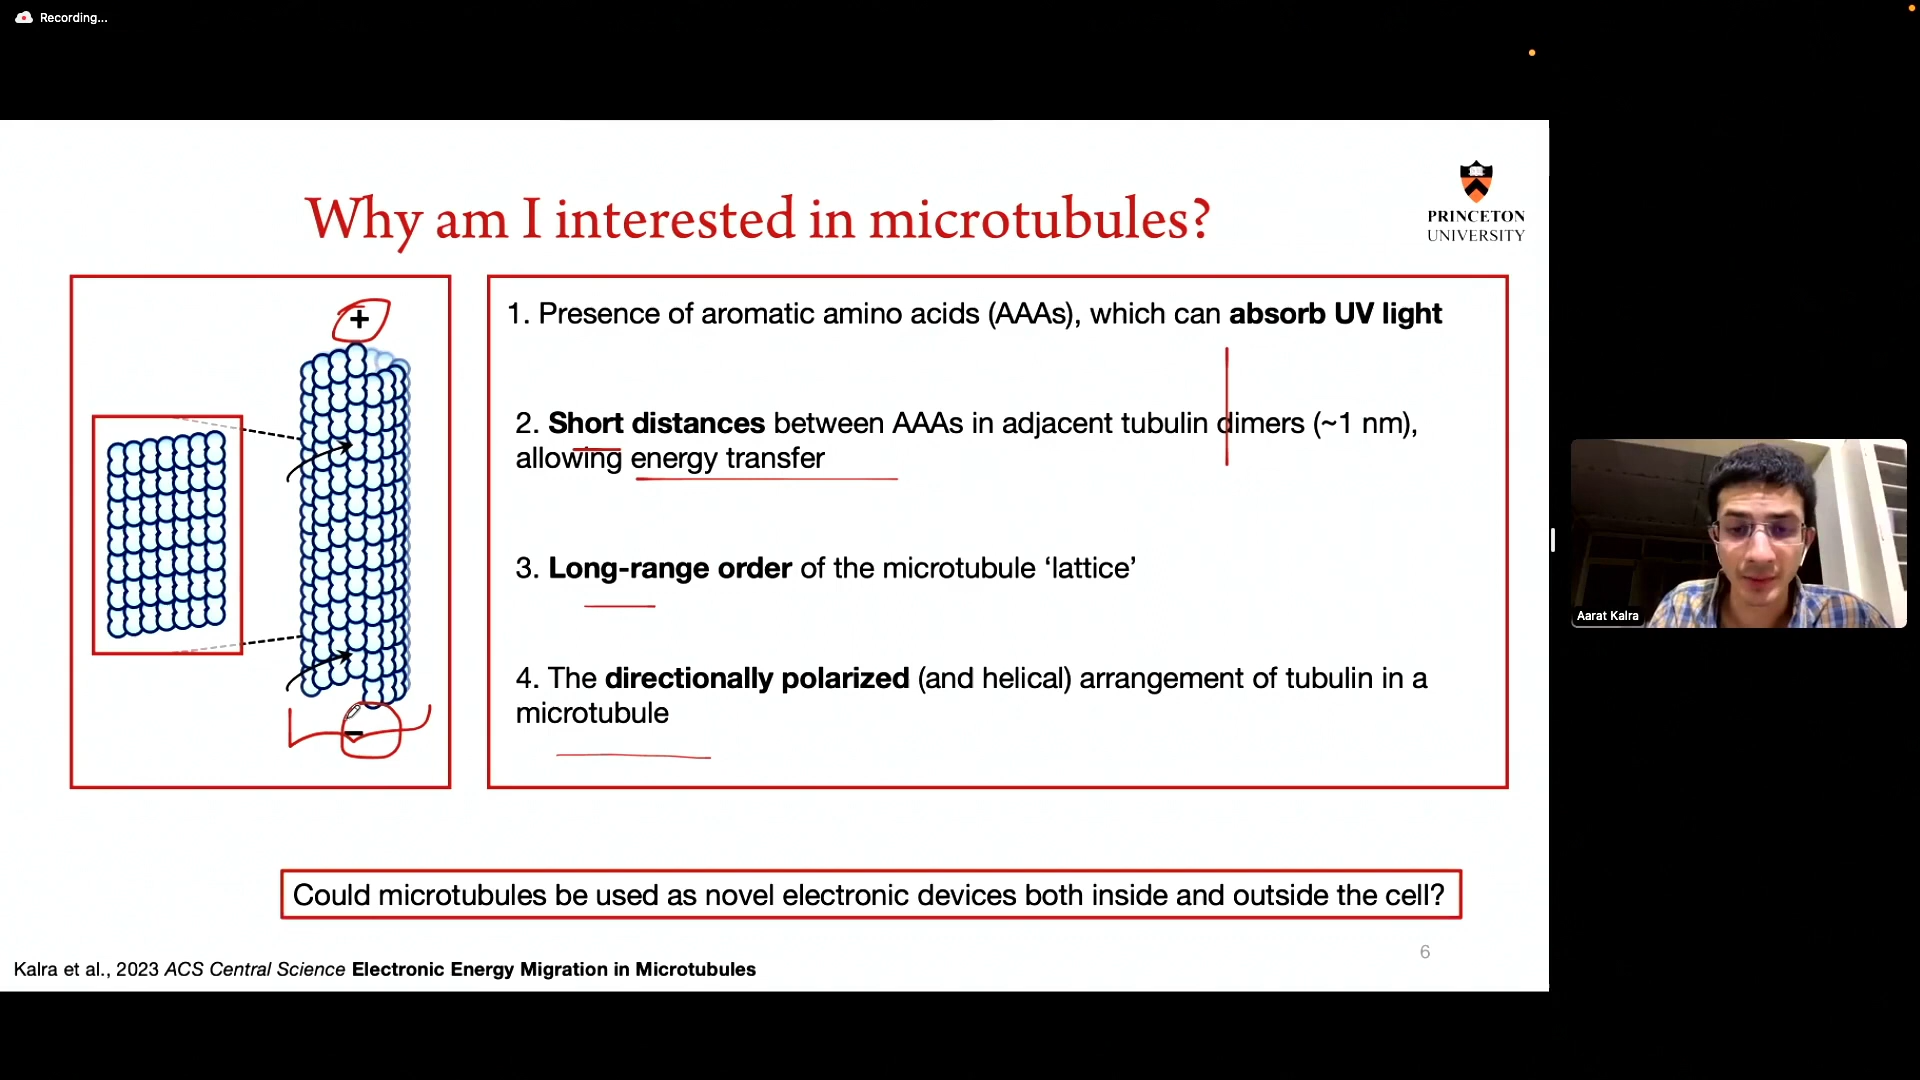 Recording...
Why am I interested in microtubules?
PRINCETON
UNIVERSITY
+
−
1. Presence of aromatic amino acids (AAAs), which can absorb UV light
2. Short distances between AAAs in adjacent tubulin dimers (~1 nm),
allowing energy transfer
3. Long-range order of the microtubule ‘lattice’
4. The directionally polarized (and helical) arrangement of tubulin in a
microtubule
Could microtubules be used as novel electronic devices both inside and outside the cell?
6
Kalra et al., 2023 ACS Central Science Electronic Energy Migration in Microtubules
Aarat Kalra